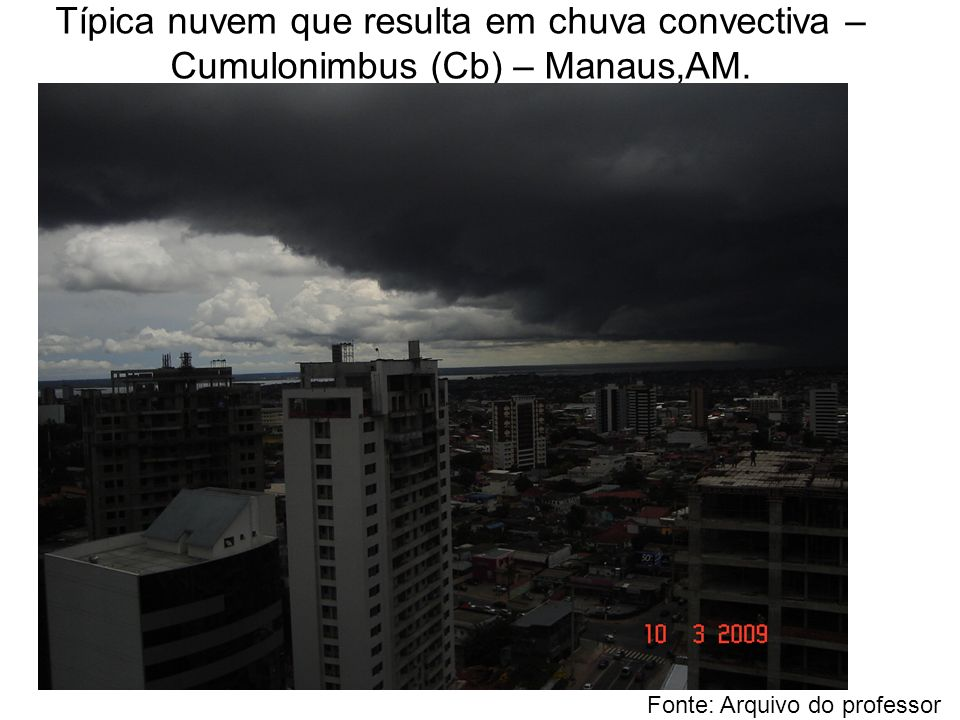 Típica nuvem que resulta em chuva convectiva –
Cumulonimbus (Cb) – Manaus,AM.
10 3 2009
Fonte: Arquivo do professor